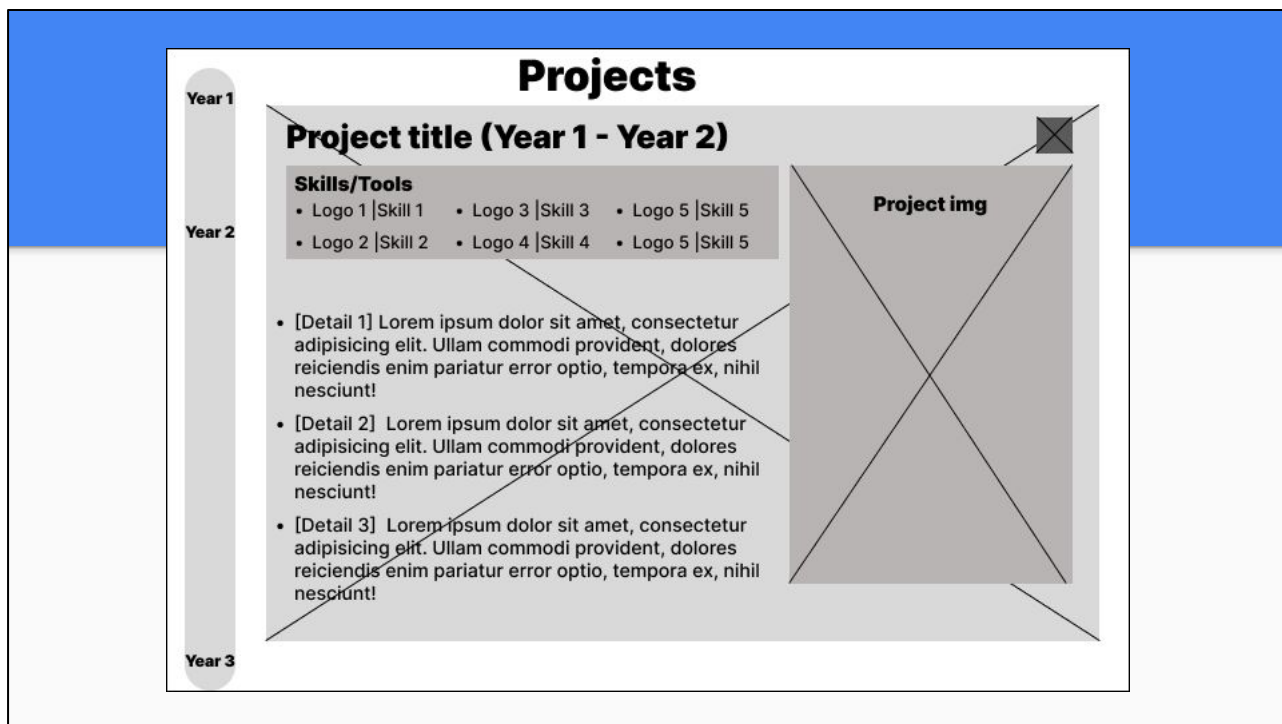 Projects
Year 1
Year 2
Year 3
Project title (Year 1 - Year 2)
Skills/Tools
• Logo 1 |Skill 1 • Logo 3 |Skill 3 • Logo 5 |Skill 5
• Logo 2 |Skill 2 • Logo 4 |Skill 4 • Logo 5 |Skill 5
Project img
• [Detail 1] Lorem ipsum dolor sit amet, consectetur
adipisicing elit. Ullam commodi provident, dolores
reiciendis enim pariatur error optio, tempora ex, nihil
nesciunt!
• [Detail 2]  Lorem ipsum dolor sit amet, consectetur
adipisicing elit. Ullam commodi provident, dolores
reiciendis enim pariatur error optio, tempora ex, nihil
nesciunt!
• [Detail 3]  Lorem ipsum dolor sit amet, consectetur
adipisicing elit. Ullam commodi provident, dolores
reiciendis enim pariatur error optio, tempora ex, nihil
nesciunt!